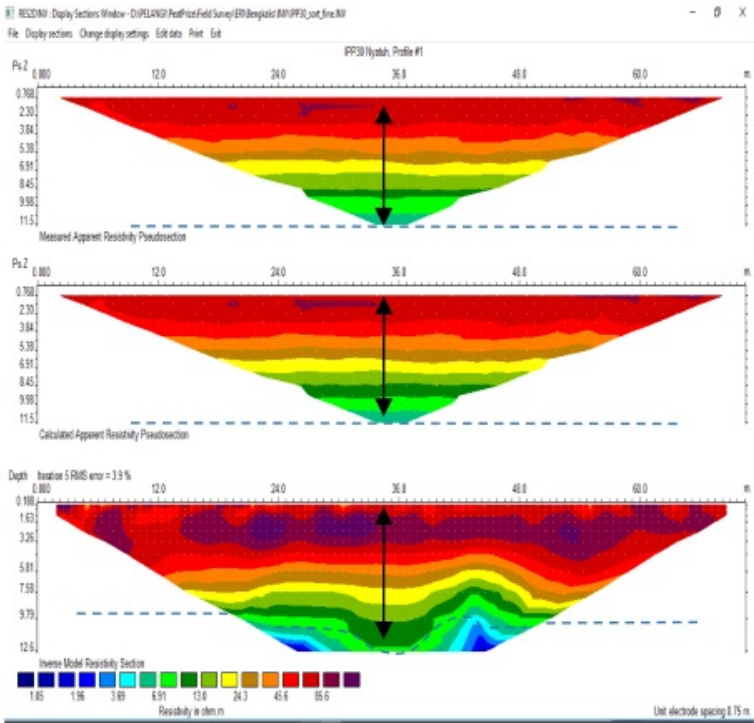 RES2DINV : Display Sections Window - D:\PELANGI\PeatPrize\Field Survey\ERI\Bengkalis\INV\IPP30_sort_fine.INV
File Display sections Change display settings Edit data Print Exit
IPP30 Nyatuh, Profile #1
Ps.Z 0.000 12.0 24.0 36.0 48.0 60.0 m.
0.768
2.30
3.84
5.38
6.91
8.45
9.98
11.5
Measured Apparent Resistivity Pseudosection
Ps.Z 0.000 12.0 24.0 36.0 48.0 60.0 m.
0.768
2.30
3.84
5.38
6.91
8.45
9.98
11.5
Calculated Apparent Resistivity Pseudosection
Depth Iteration 5 RMS error = 3.9 %
0.000 12.0 24.0 36.0 48.0 60.0 m.
0.188
1.63
3.26
5.81
7.58
9.79
12.6
Inverse Model Resistivity Section
1.05 1.96 3.69 6.91 13.0 24.3 45.6 85.6
Resistivity in ohm.m
Unit electrode spacing 0.75 m